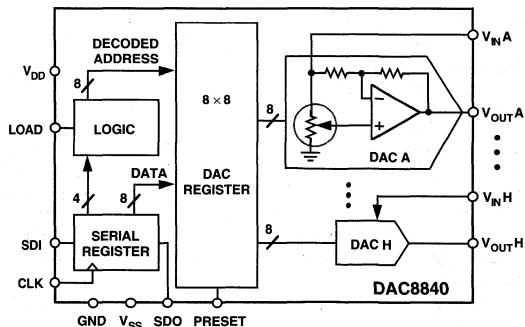 DECODED
ADDRESS
V_DD
8
LOAD
LOGIC
4
8
DATA
SDI
SERIAL
REGISTER
CLK
8 × 8
DAC
REGISTER
8
8
−
+
DAC A
DAC H
V_IN A
V_OUT A
V_IN H
V_OUT H
DAC8840
GND V_SS SDO PRESET